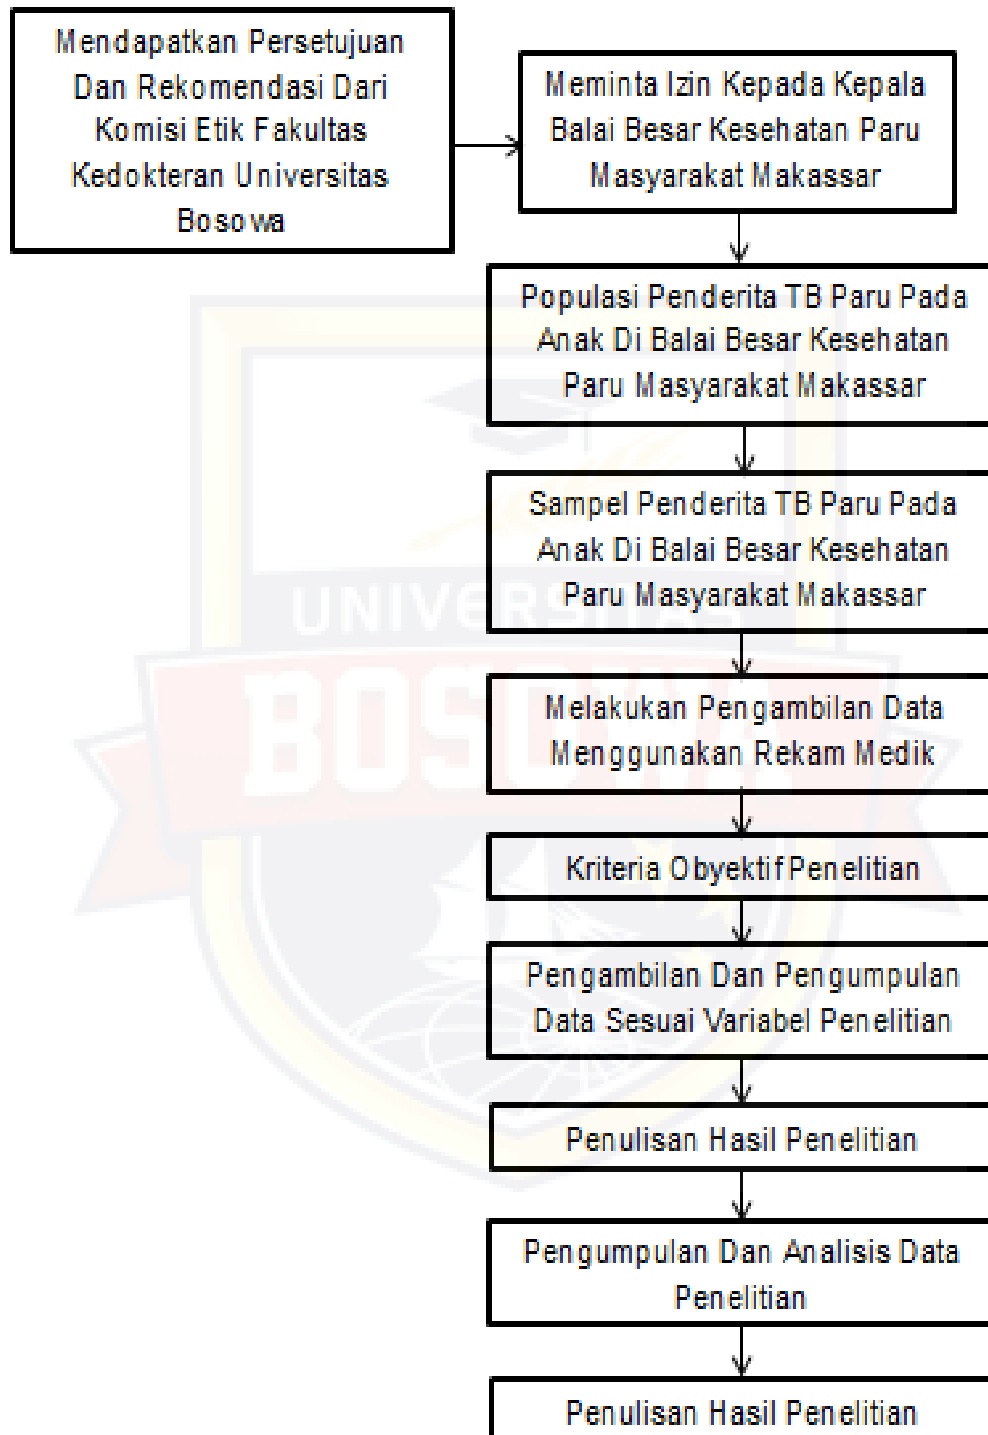 Mendapatkan Persetujuan
Dan Rekomendasi Dari
Komisi Etik Fakultas
Kedokteran Universitas
Bosowa
Meminta Izin Kepada Kepala
Balai Besar Kesehatan Paru
Masyarakat Makassar
Populasi Penderita TB Paru Pada
Anak Di Balai Besar Kesehatan
Paru Masyarakat Makassar
Sampel Penderita TB Paru Pada
Anak Di Balai Besar Kesehatan
Paru Masyarakat Makassar
UNIVERSITAS
BOSOWA
Melakukan Pengambilan Data
Menggunakan Rekam Medik
Kriteria Obyektif Penelitian
Pengambilan Dan Pengumpulan
Data Sesuai Variabel Penelitian
Penulisan Hasil Penelitian
Pengumpulan Dan Analisis Data
Penelitian
Penulisan Hasil Penelitian